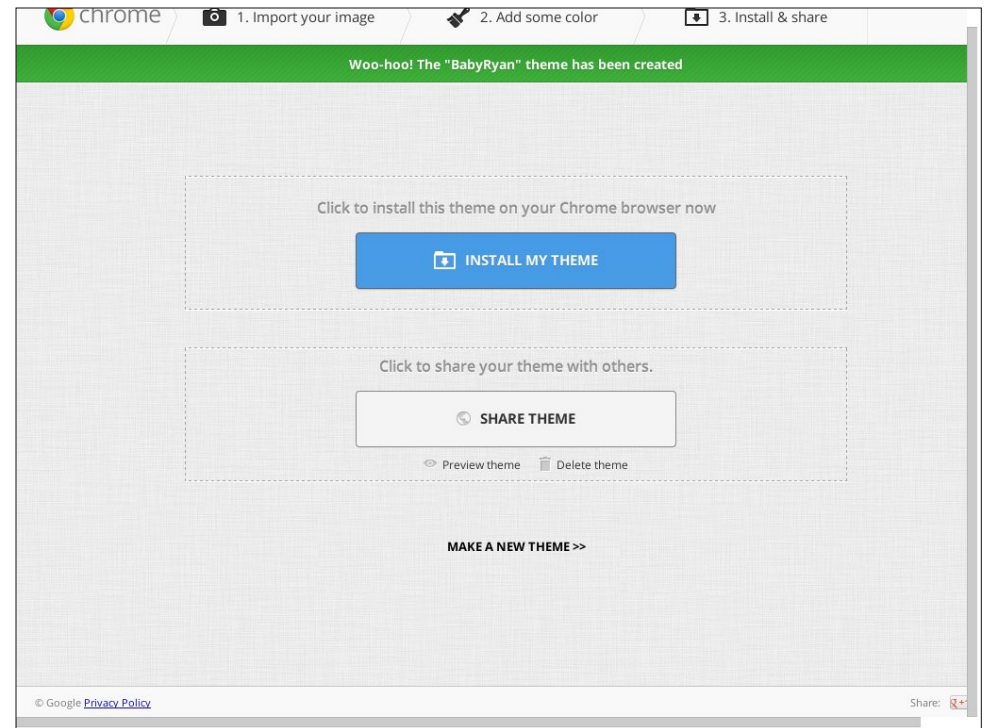 chrome
1. Import your image
2. Add some color
3. Install & share
Woo-hoo! The "BabyRyan" theme has been created
Click to install this theme on your Chrome browser now
INSTALL MY THEME
Click to share your theme with others.
SHARE THEME
Preview theme Delete theme
MAKE A NEW THEME >>
© Google Privacy Policy
Share: